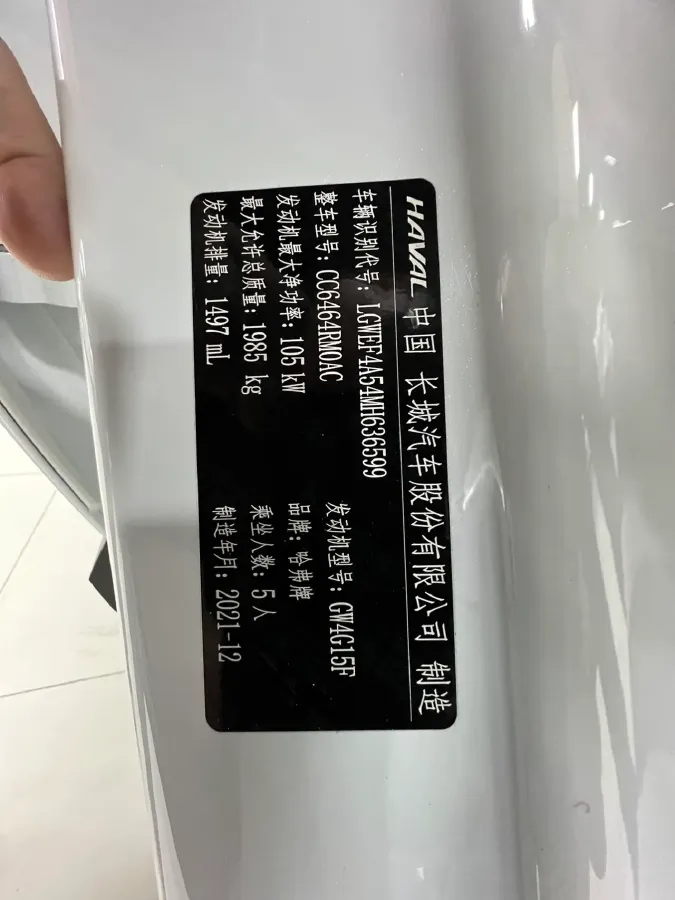 HAVAL 中国 长城汽车股份有限公司 制造
车辆识别代号: LGWEF4A54MH636599
整车型号: CC6464RM0AC 发动机型号: GW4G15F
发动机最大净功率: 105 kW 品牌: 哈弗牌
最大允许总质量: 1985 kg 乘坐人数: 5 人
发动机排量: 1497 mL 制造年月: 2021-12